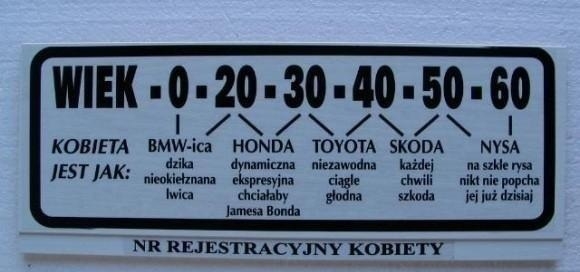 WIEK - 0 - 20 - 30 - 40 - 50 - 60
KOBIETA JEST JAK:
BMW-ica
dzika
nieokiełznana
lwica
HONDA
dynamiczna
ekspresyjna
chciałaby
Jamesa Bonda
TOYOTA
niezawodna
ciągle
głodna
SKODA
każdej
chwili
szkoda
NYSA
na szkle rysa
nikt nie popcha
jej już dzisiaj
NR REJESTRACYJNY KOBIETY